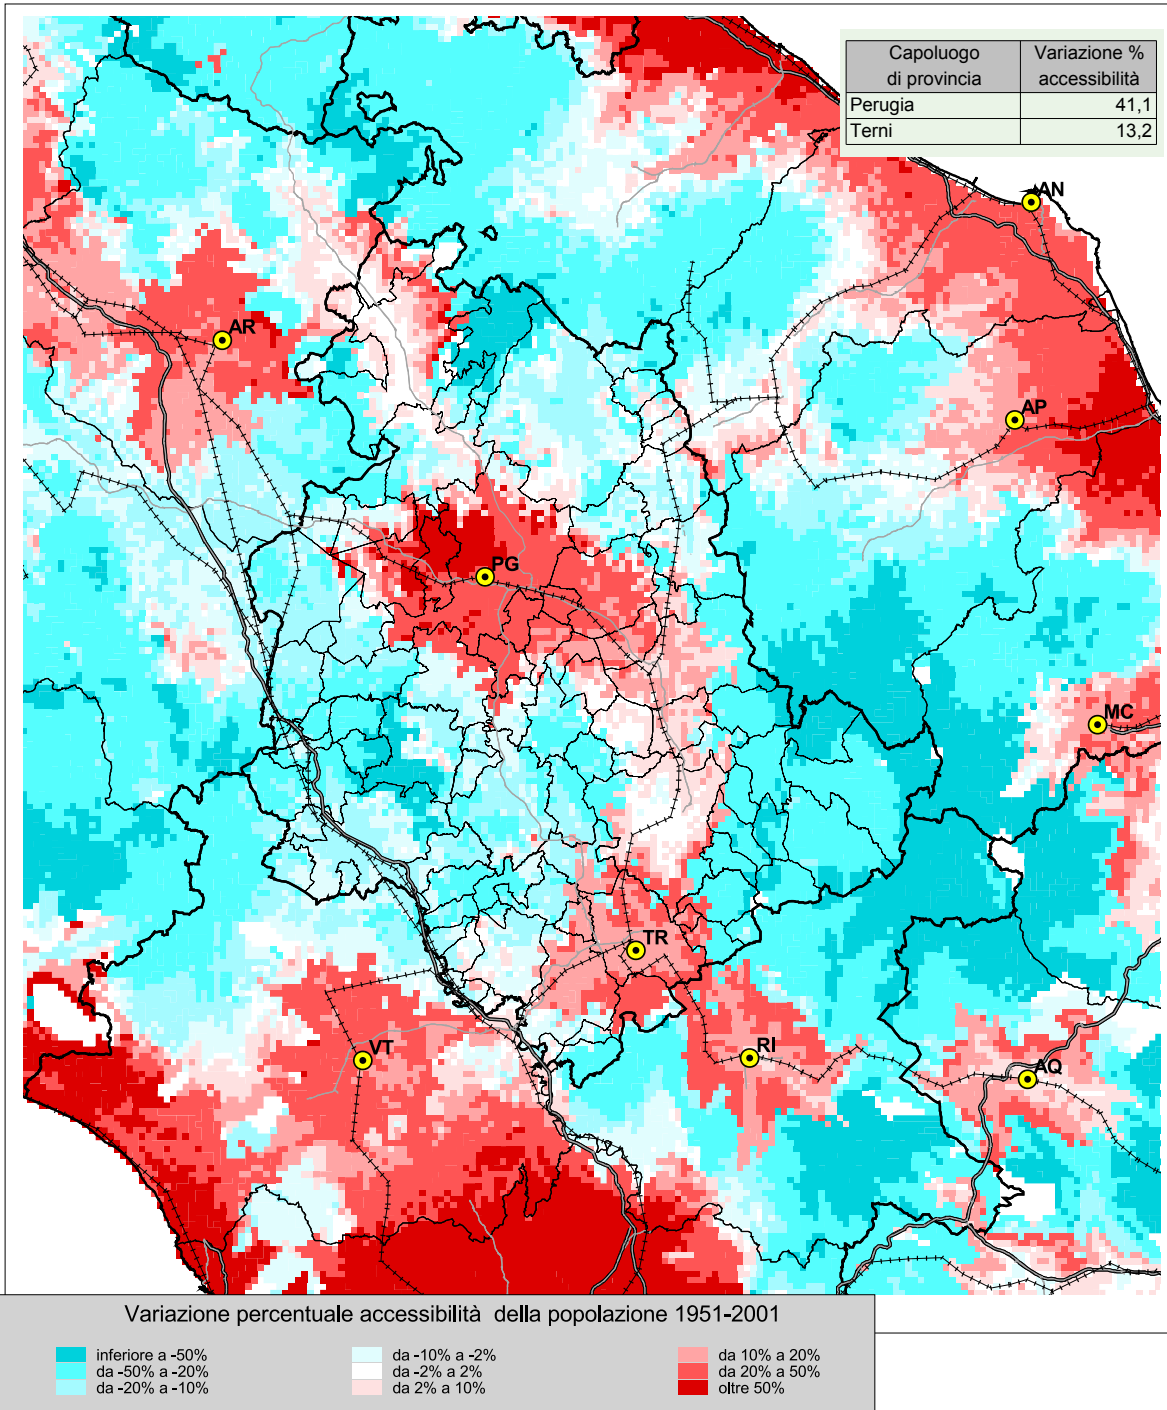 Capoluogo di provincia Variazione % accessibilità
Perugia 41,1
Terni 13,2
AN
AR
AP
PG
MC
TR
VT
RI
AQ
Variazione percentuale accessibilità della popolazione 1951-2001
inferiore a -50%
da -50% a -20%
da -20% a -10%
da -10% a -2%
da -2% a 2%
da 2% a 10%
da 10% a 20%
da 20% a 50%
oltre 50%